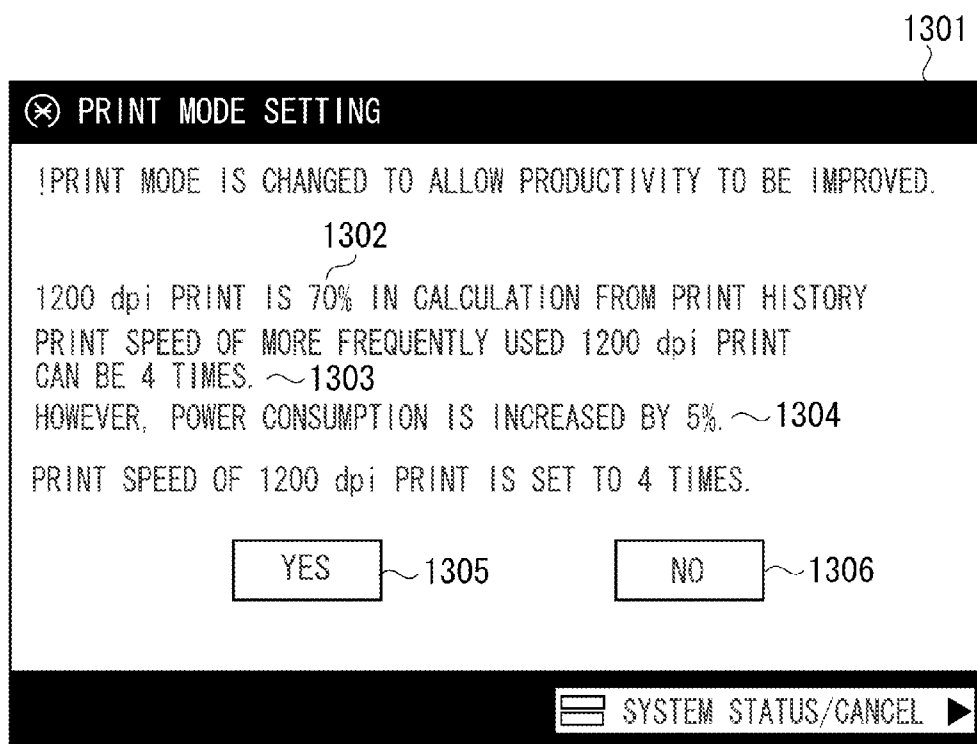 1301
PRINT MODE SETTING
!PRINT MODE IS CHANGED TO ALLOW PRODUCTIVITY TO BE IMPROVED.
1302
1200 dpi PRINT IS 70% IN CALCULATION FROM PRINT HISTORY
PRINT SPEED OF MORE FREQUENTLY USED 1200 dpi PRINT
CAN BE 4 TIMES. 1303
HOWEVER, POWER CONSUMPTION IS INCREASED BY 5%. 1304
PRINT SPEED OF 1200 dpi PRINT IS SET TO 4 TIMES.
YES 1305 NO 1306
SYSTEM STATUS/CANCEL